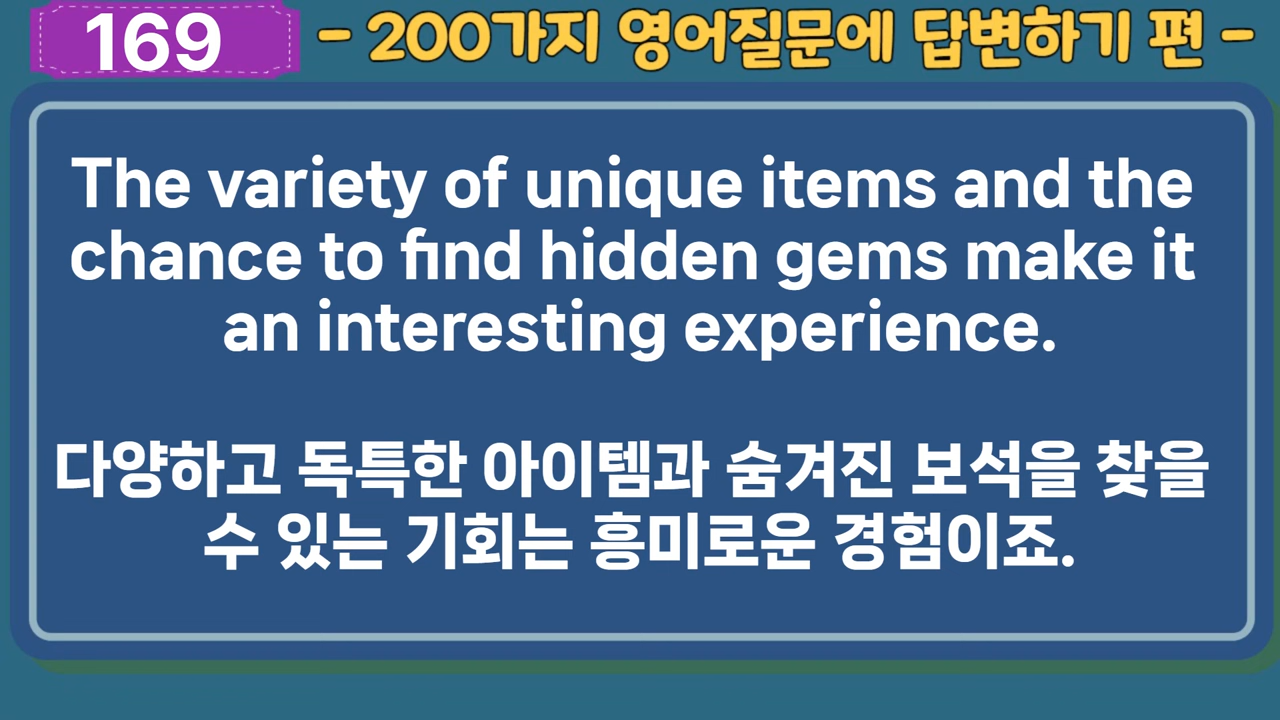 169
- 200가지 영어질문에 답변하기 편 -
The variety of unique items and the
chance to find hidden gems make it
an interesting experience.
다양하고 독특한 아이템과 숨겨진 보석을 찾을
수 있는 기회는 흥미로운 경험이죠.